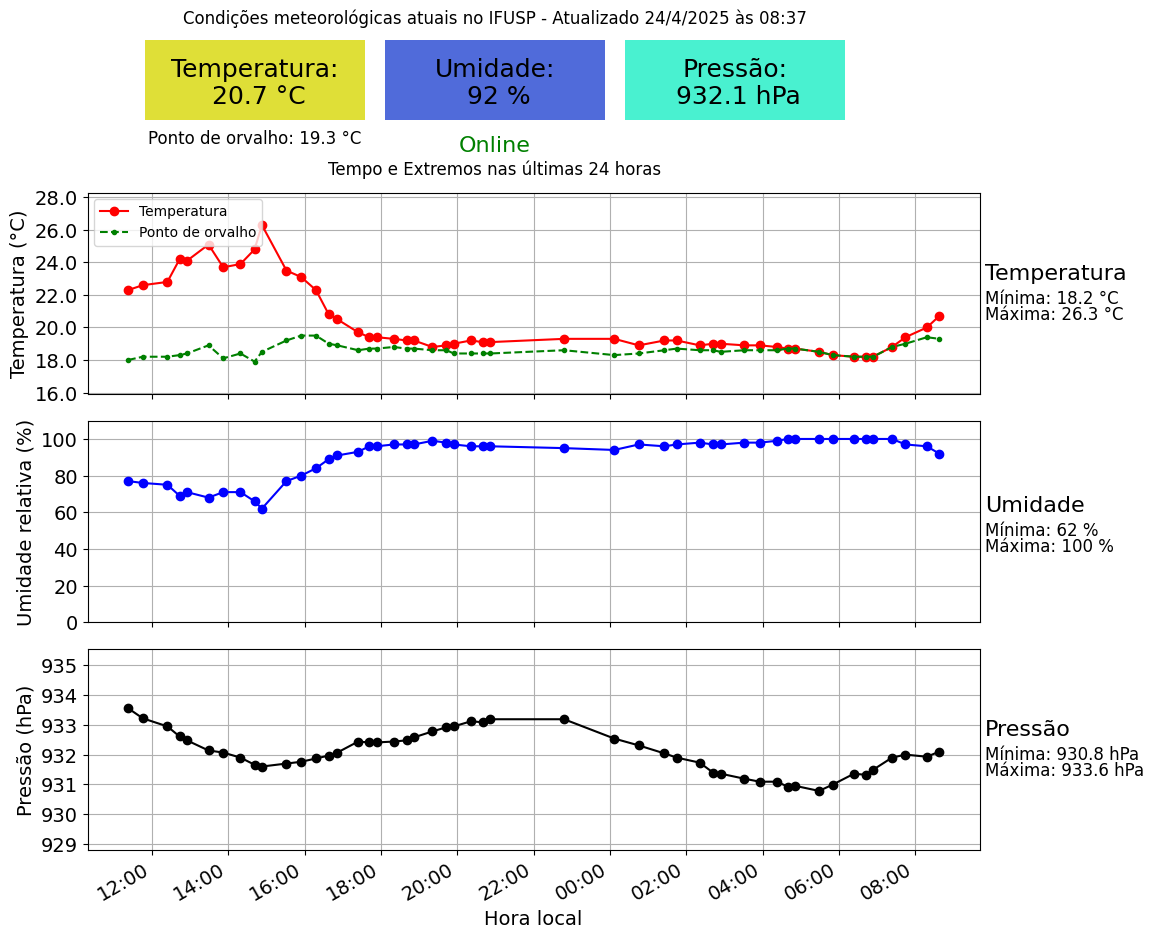 Condições meteorológicas atuais no IFUSP - Atualizado 24/4/2025 às 08:37
Temperatura:
20.7 °C
Umidade:
92 %
Pressão:
932.1 hPa
Ponto de orvalho: 19.3 °C
Online
Tempo e Extremos nas últimas 24 horas
Temperatura (°C)
28.0
26.0
24.0
22.0
20.0
18.0
16.0
Temperatura
Ponto de orvalho
Temperatura
Mínima: 18.2 °C
Máxima: 26.3 °C
Umidade relativa (%)
100
80
60
40
20
0
Umidade
Mínima: 62 %
Máxima: 100 %
Pressão (hPa)
935
934
933
932
931
930
929
Pressão
Mínima: 930.8 hPa
Máxima: 933.6 hPa
12:00
14:00
16:00
18:00
20:00
22:00
00:00
02:00
04:00
06:00
08:00
Hora local